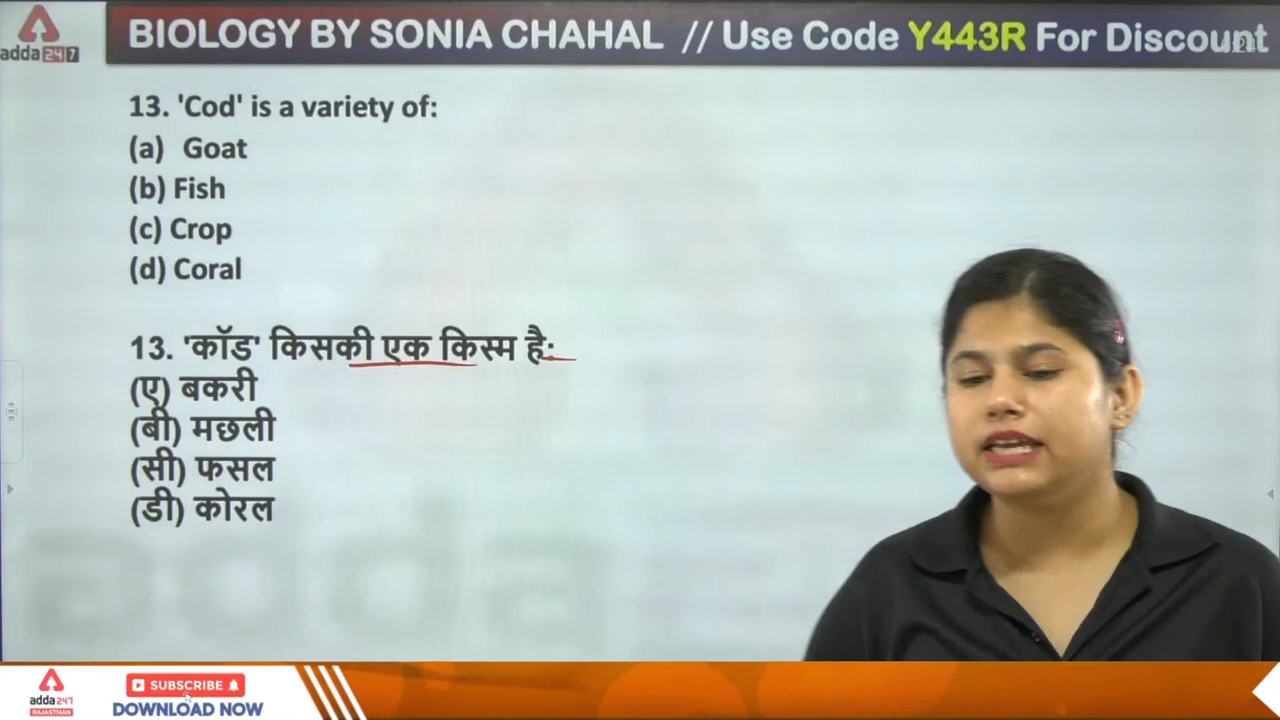 BIOLOGY BY SONIA CHAHAL // Use Code Y443R For Discount
adda 247
13. 'Cod' is a variety of:
(a) Goat
(b) Fish
(c) Crop
(d) Coral
13. 'कॉड' किसकी एक किस्म है:
(ए) बकरी
(बी) मछली
(सी) फसल
(डी) कोरल
adda
adda247
RAJASTHAN
SUBSCRIBE
DOWNLOAD NOW